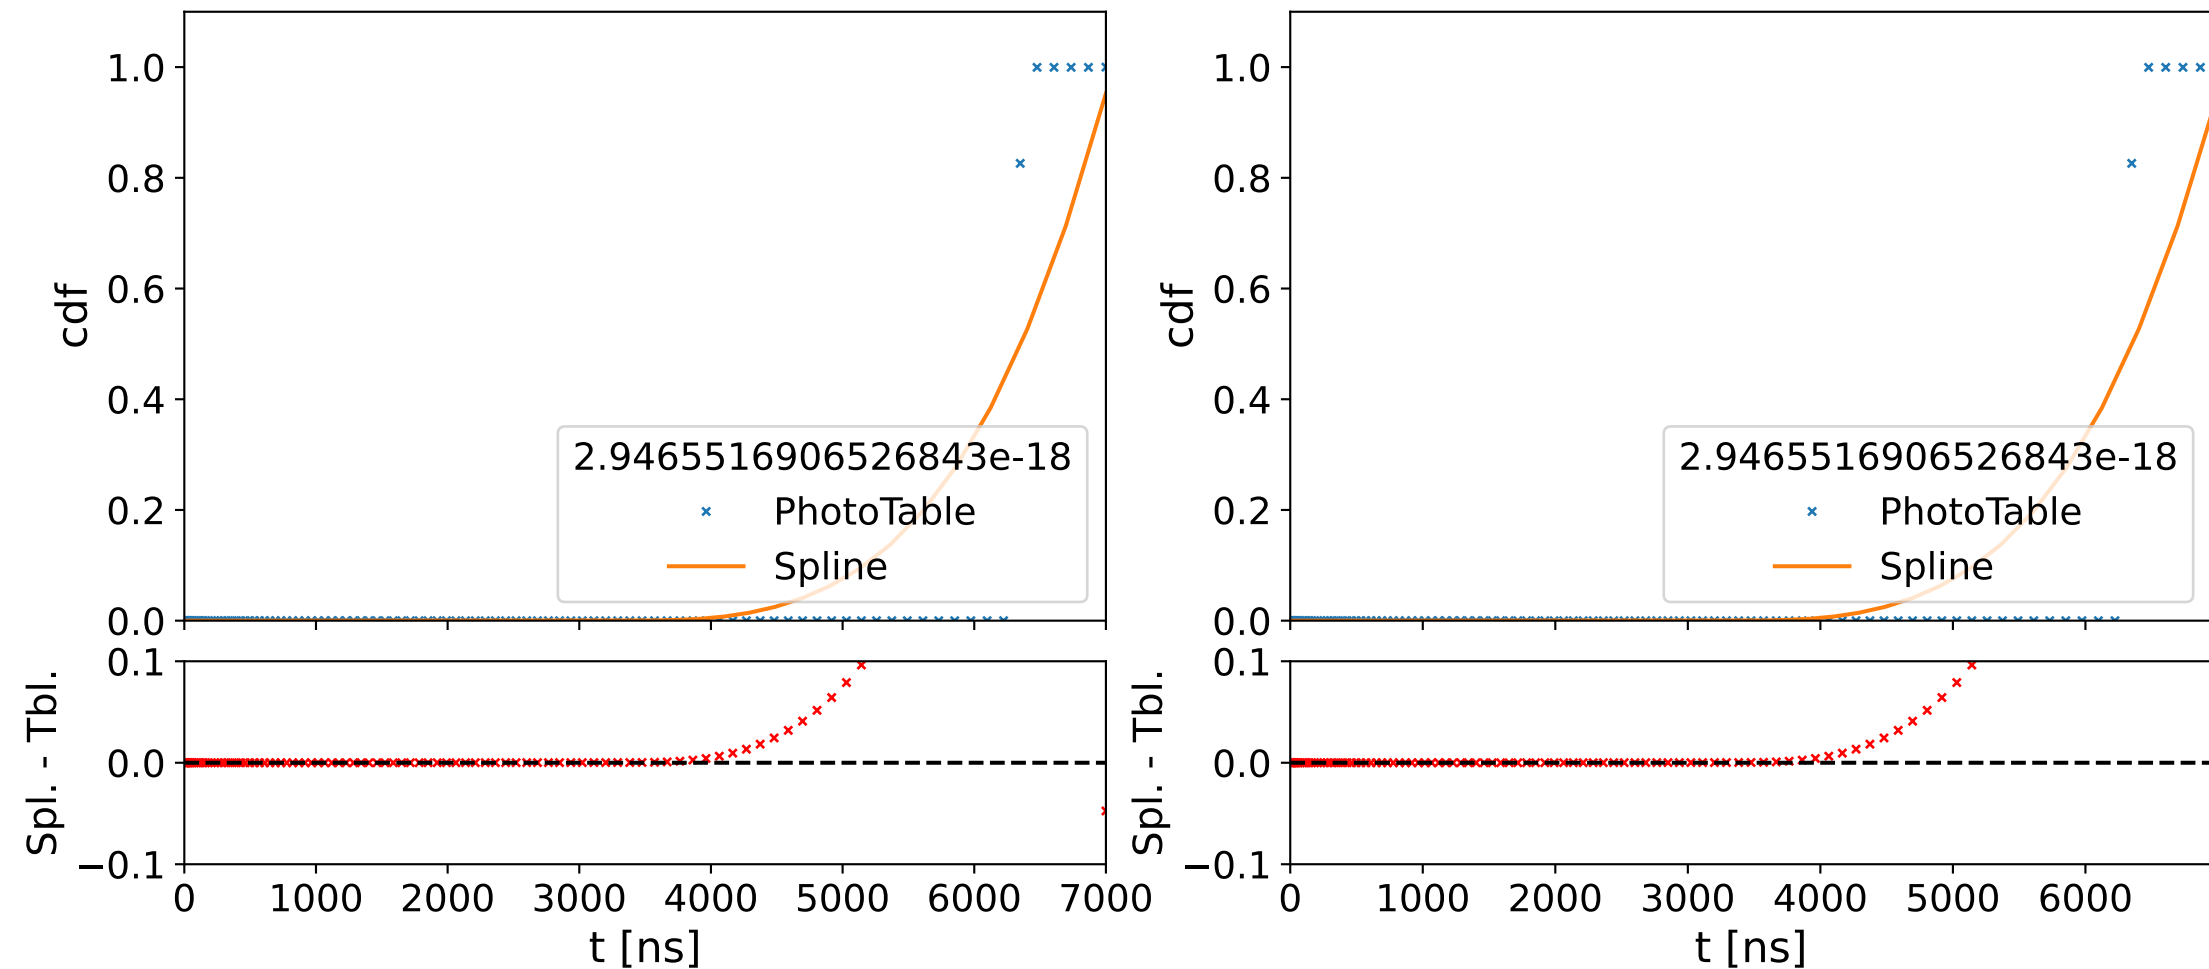 cdf
1.0
0.8
0.6
0.4
0.2
0.0
2.9465516906526843e-18
PhotoTable
Spline
Spl. - Tbl.
0.1
0.0
−0.1
0 1000 2000 3000 4000 5000 6000 7000
t [ns]
cdf
1.0
0.8
0.6
0.4
0.2
0.0
2.9465516906526843e-18
PhotoTable
Spline
Spl. - Tbl.
0.1
0.0
−0.1
0 1000 2000 3000 4000 5000 6000
t [ns]